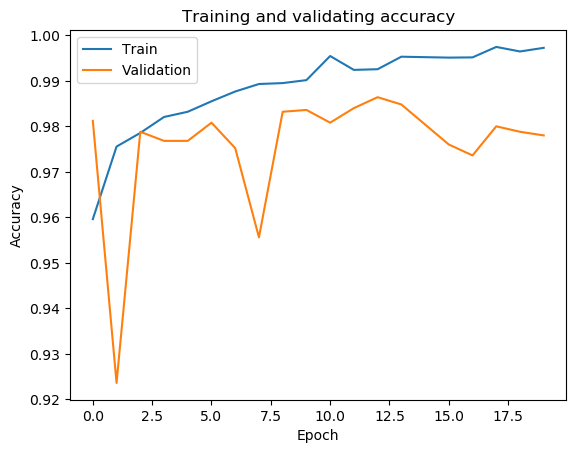 Training and validating accuracy
1.00
0.99
0.98
0.97
0.96
0.95
0.94
0.93
0.92
Accuracy
Train
Validation
0.0 2.5 5.0 7.5 10.0 12.5 15.0 17.5
Epoch